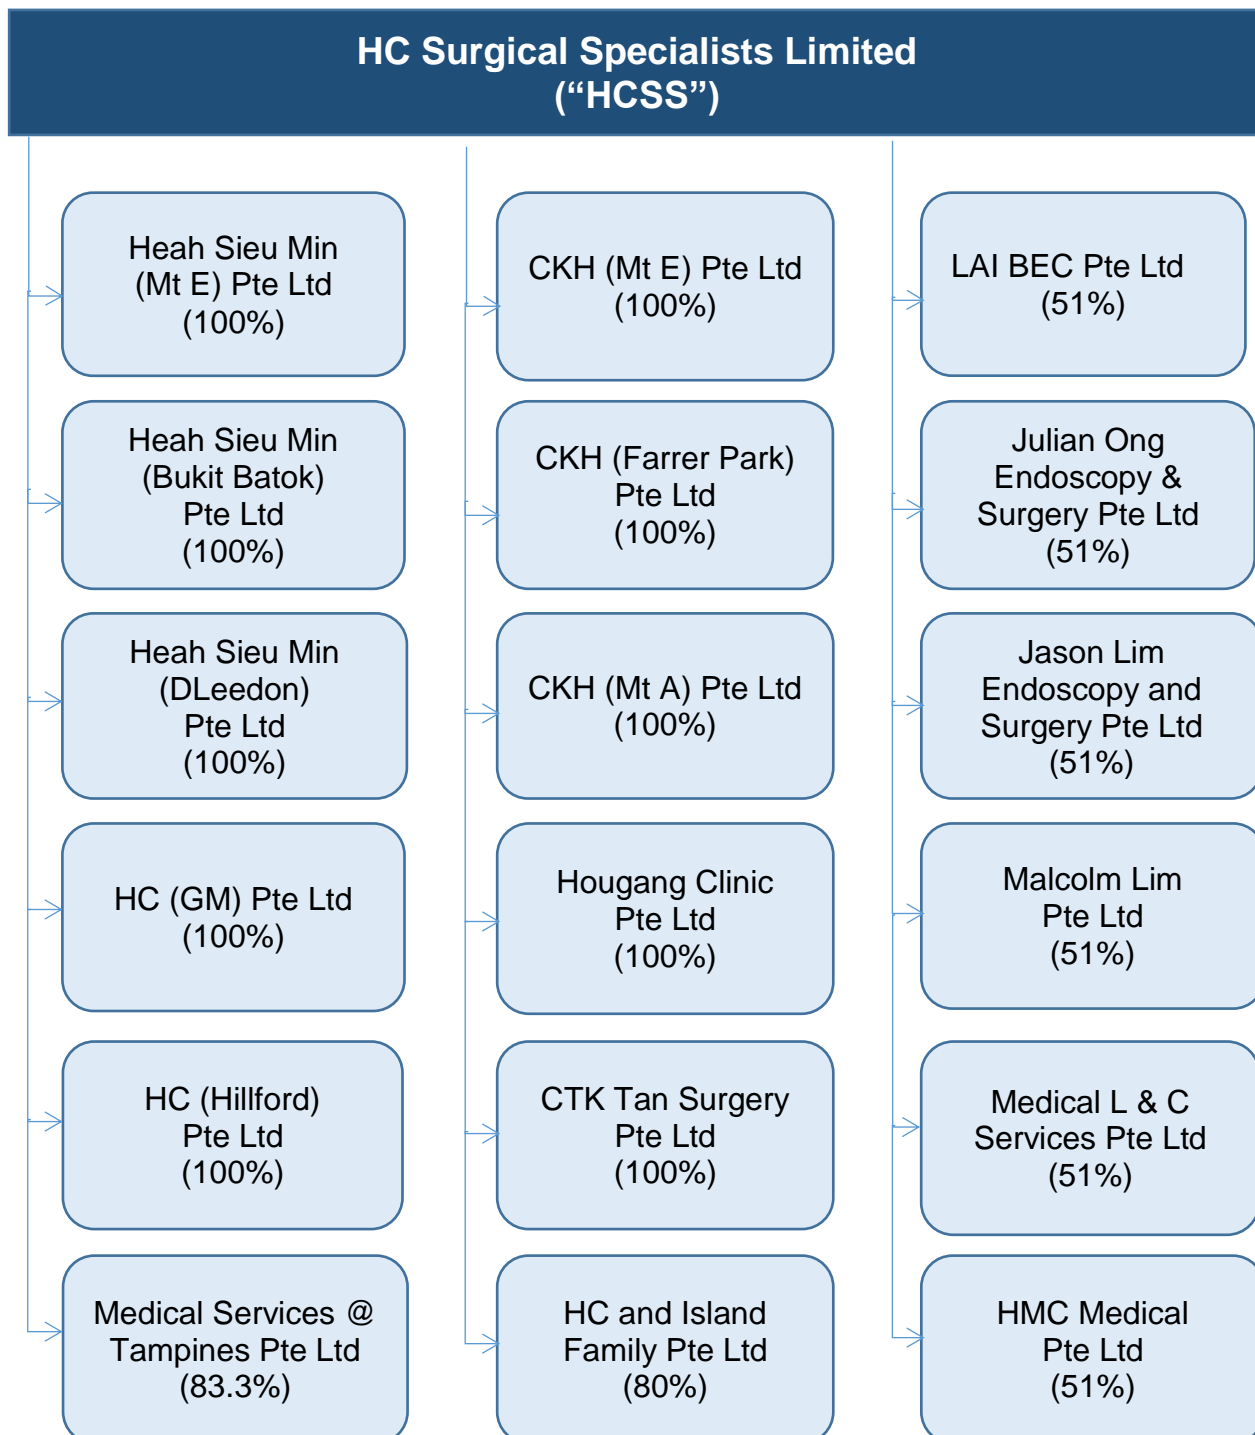 HC Surgical Specialists Limited
(“HCSS”)
Heah Sieu Min
(Mt E) Pte Ltd
(100%)
Heah Sieu Min
(Bukit Batok)
Pte Ltd
(100%)
Heah Sieu Min
(DLeedon)
Pte Ltd
(100%)
HC (GM) Pte Ltd
(100%)
HC (Hillford)
Pte Ltd
(100%)
Medical Services @
Tampines Pte Ltd
(83.3%)
CKH (Mt E) Pte Ltd
(100%)
CKH (Farrer Park)
Pte Ltd
(100%)
CKH (Mt A) Pte Ltd
(100%)
Hougang Clinic
Pte Ltd
(100%)
CTK Tan Surgery
Pte Ltd
(100%)
HC and Island
Family Pte Ltd
(80%)
LAI BEC Pte Ltd
(51%)
Julian Ong
Endoscopy &
Surgery Pte Ltd
(51%)
Jason Lim
Endoscopy and
Surgery Pte Ltd
(51%)
Malcolm Lim
Pte Ltd
(51%)
Medical L & C
Services Pte Ltd
(51%)
HMC Medical
Pte Ltd
(51%)